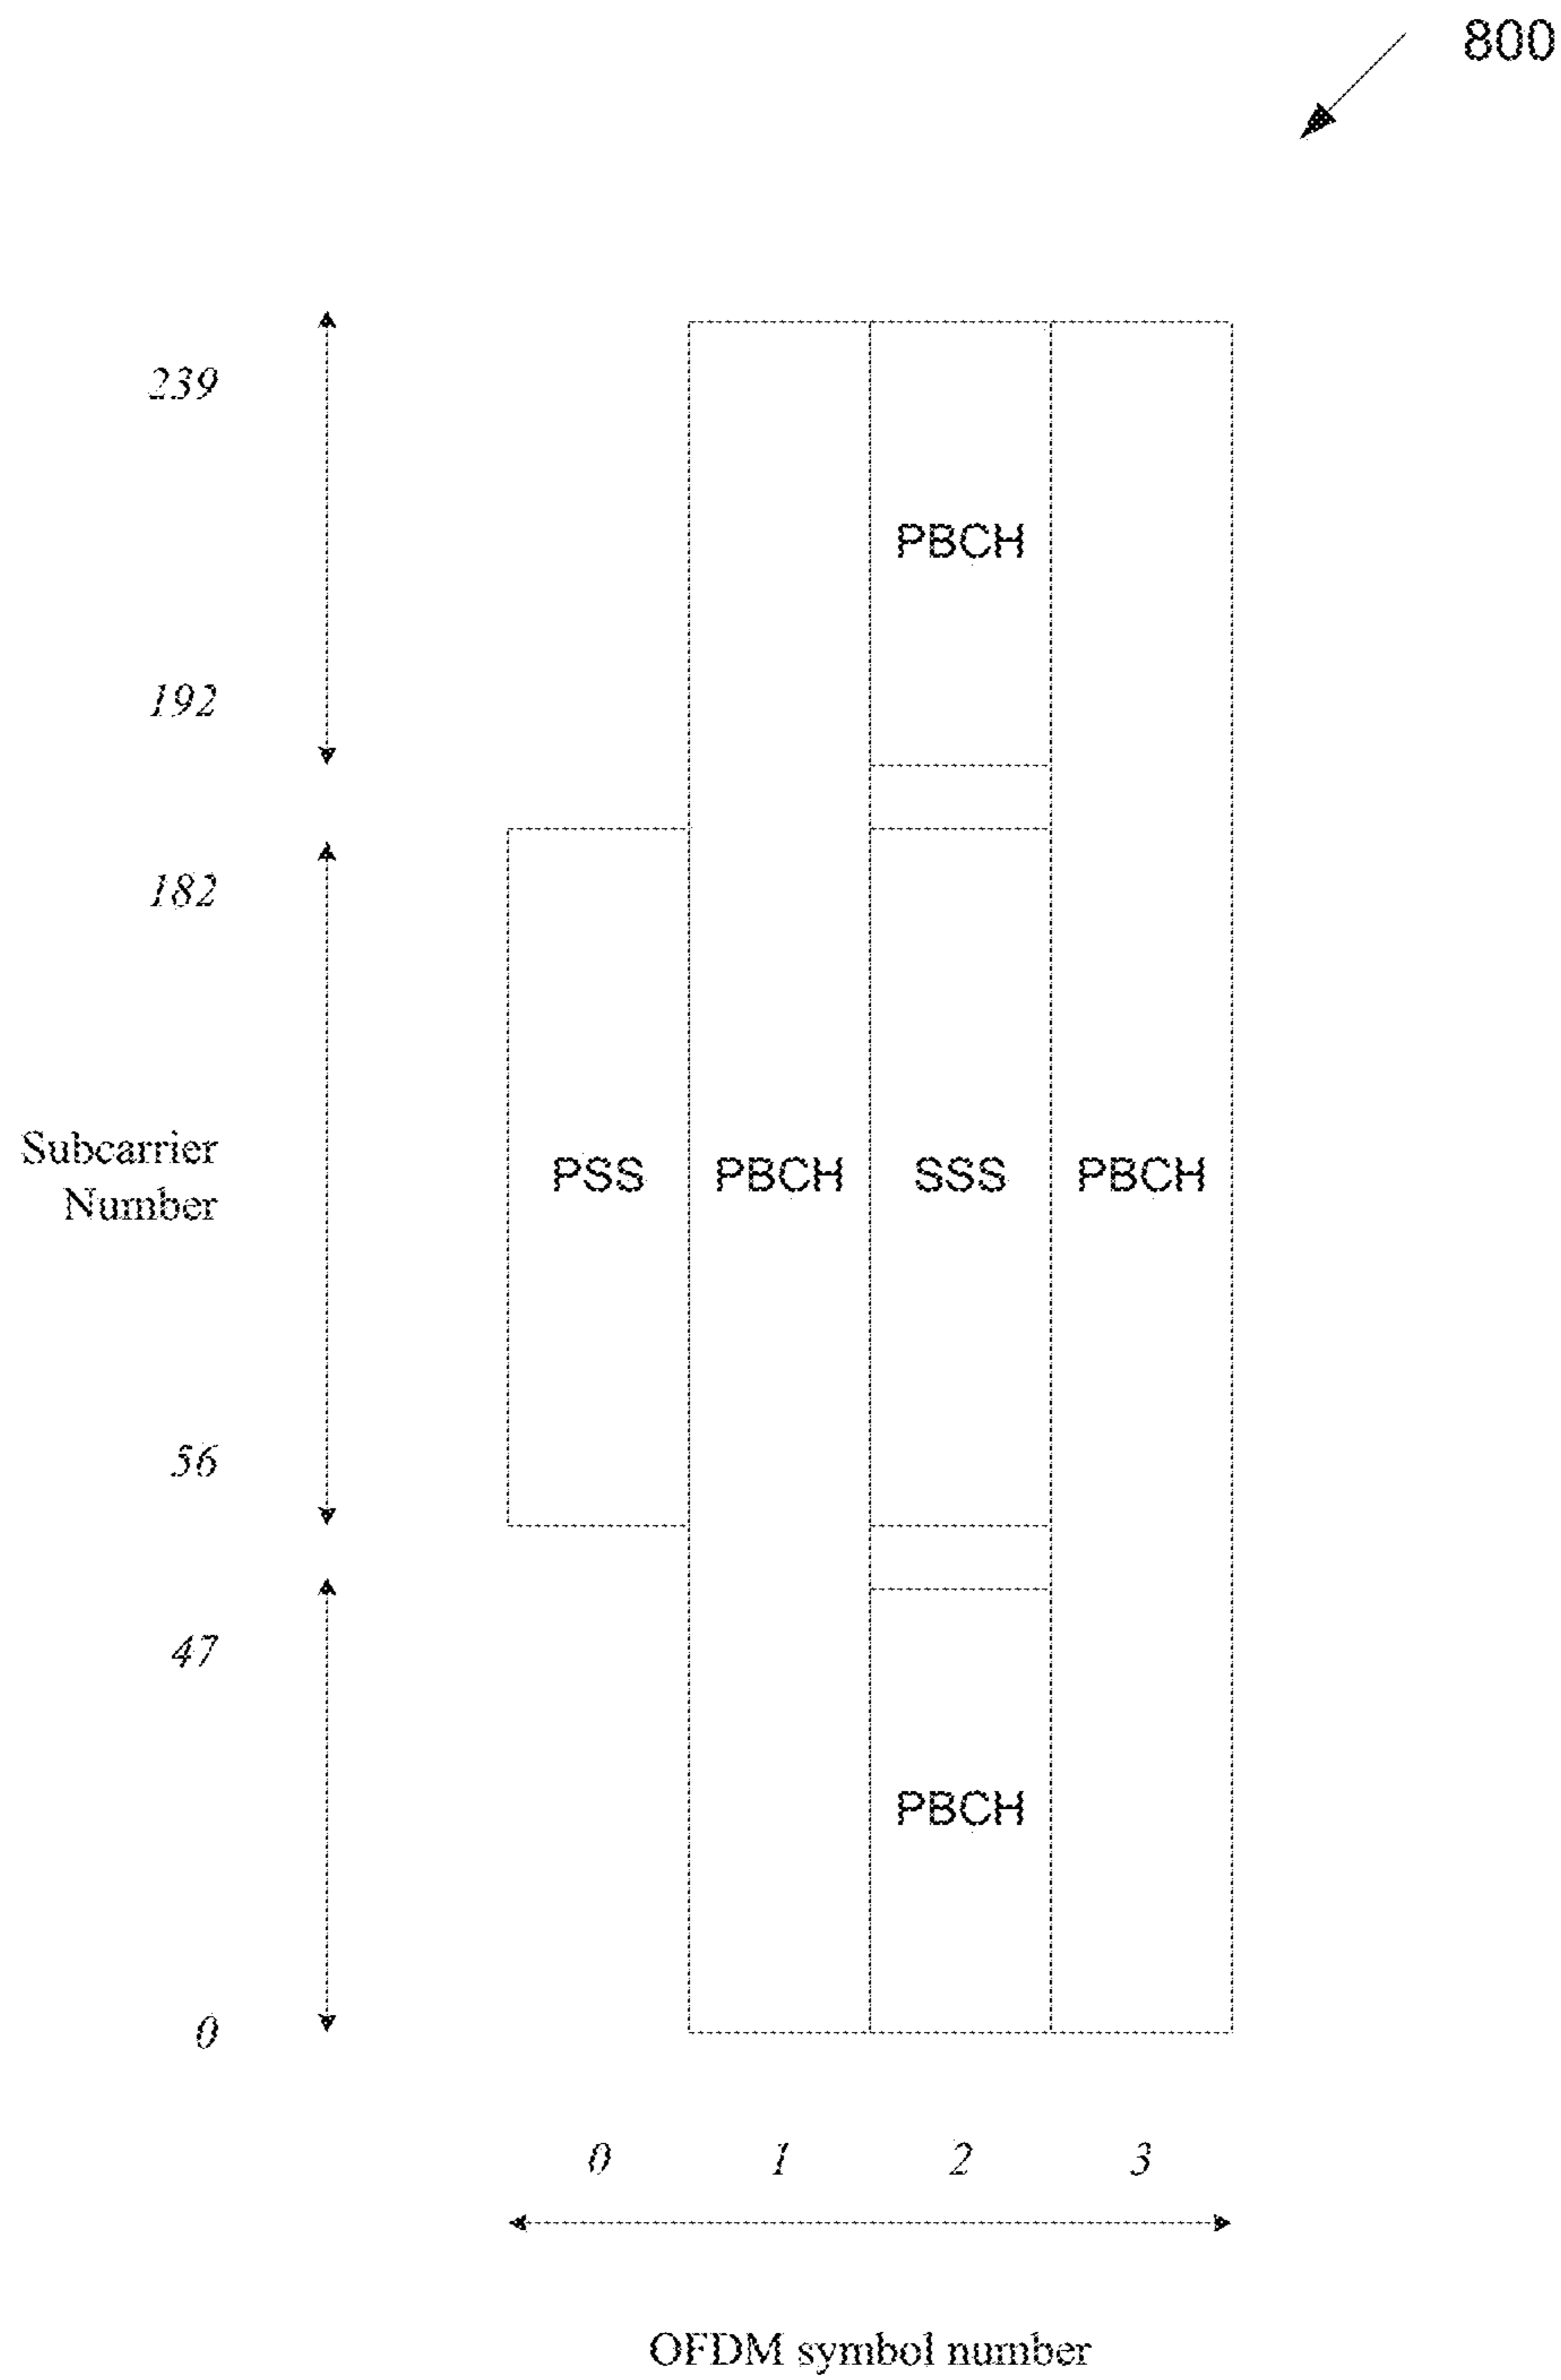 800
239
PBCH
192
182
Subcarrier
Number
PSS PBCH SSS PBCH
56
47
PBCH
0
0 1 2 3
OFDM symbol number